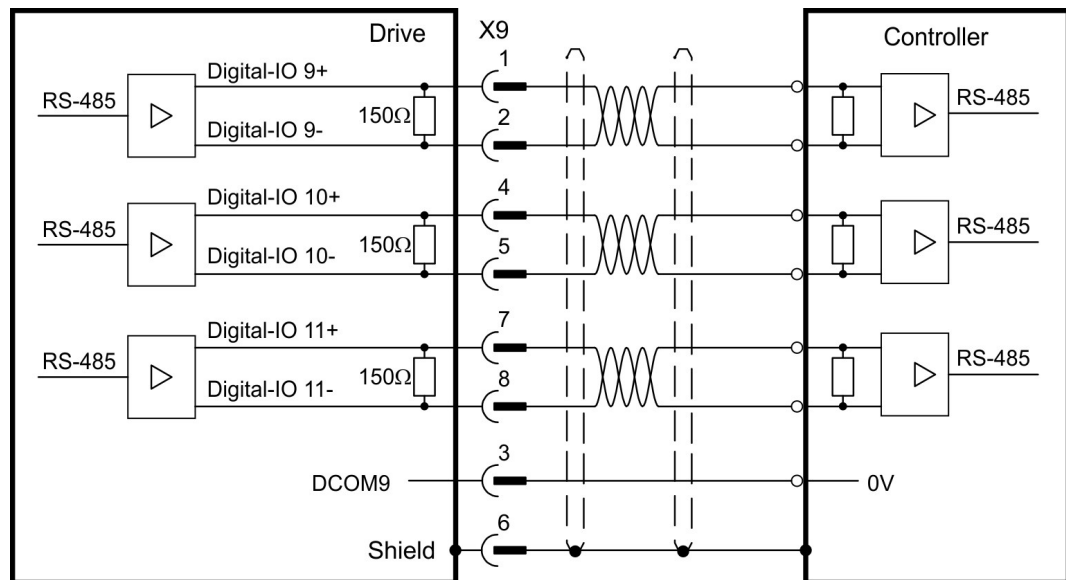 Drive X9 Controller
1
Digital-IO 9+
RS-485 150Ω RS-485
2
Digital-IO 9-
4
Digital-IO 10+
RS-485 150Ω RS-485
5
Digital-IO 10-
7
Digital-IO 11+
RS-485 150Ω RS-485
8
Digital-IO 11-
3
DCOM9 0V
6
Shield